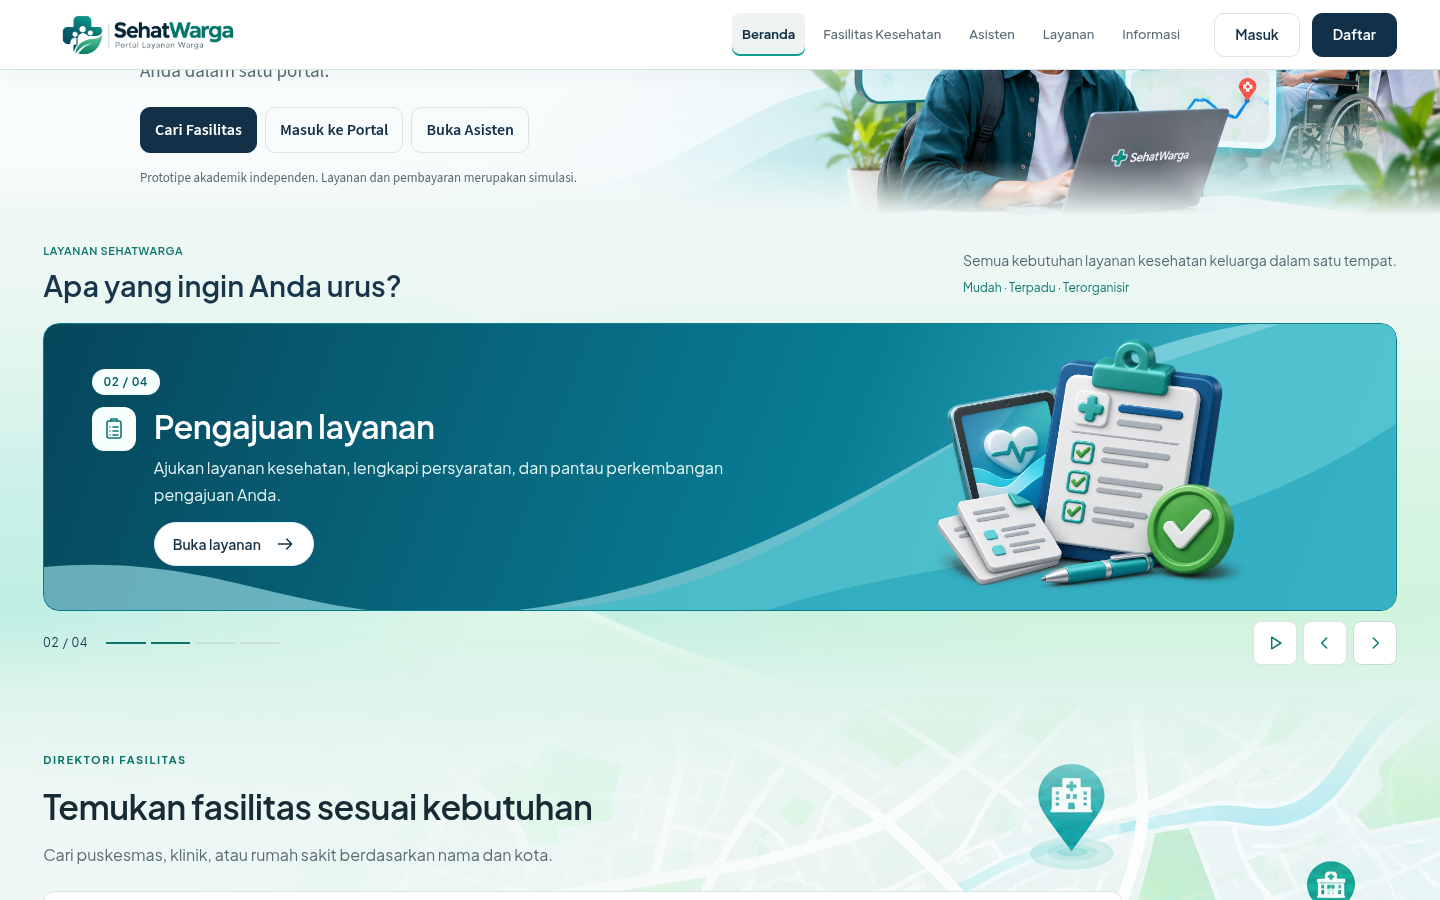 SehatWarga
Portal Layanan Warga
Beranda
Fasilitas Kesehatan
Asisten
Layanan
Informasi
Masuk
Daftar
Anda dalam satu portal.
Cari Fasilitas
Masuk ke Portal
Buka Asisten
Prototipe akademik independen. Layanan dan pembayaran merupakan simulasi.
SehatWarga
LAYANAN SEHATWARGA
Apa yang ingin Anda urus?
Semua kebutuhan layanan kesehatan keluarga dalam satu tempat.
Mudah · Terpadu · Terorganisir
02 / 04
Pengajuan layanan
Ajukan layanan kesehatan, lengkapi persyaratan, dan pantau perkembangan
pengajuan Anda.
Buka layanan
02 / 04
DIREKTORI FASILITAS
Temukan fasilitas sesuai kebutuhan
Cari puskesmas, klinik, atau rumah sakit berdasarkan nama dan kota.